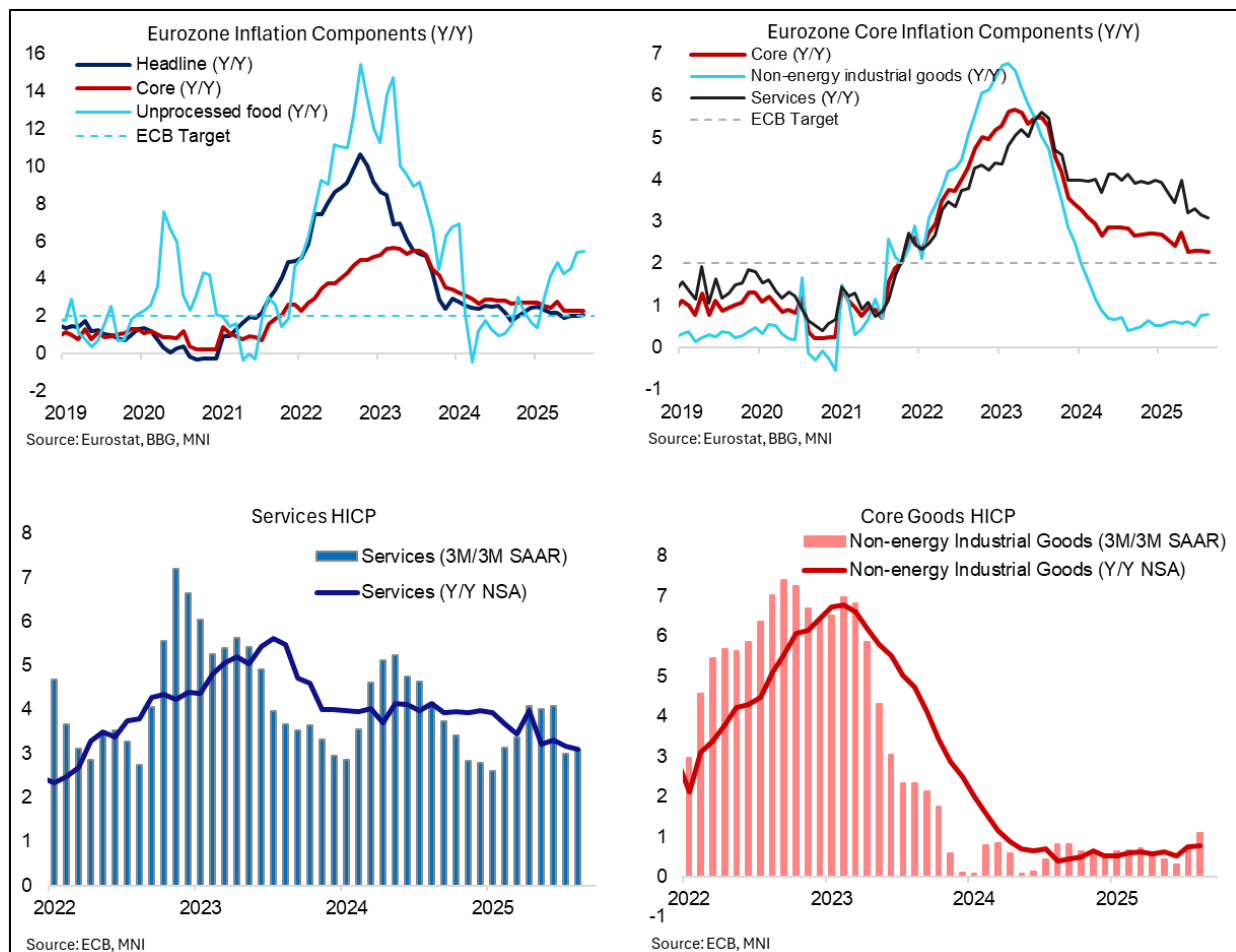 Eurozone Inflation Components (Y/Y)
16
14
12
10
8
6
4
2
0
-2
Headline (Y/Y)
Core (Y/Y)
Unprocessed food (Y/Y)
ECB Target
2019 2020 2021 2022 2023 2024 2025
Source: Eurostat, BBG, MNI
Eurozone Core Inflation Components (Y/Y)
7
6
5
4
3
2
1
0
-1
Core (Y/Y)
Non-energy industrial goods (Y/Y)
Services (Y/Y)
ECB Target
2019 2020 2021 2022 2023 2024 2025
Source: Eurostat, BBG, MNI
Services HICP
8
7
6
5
4
3
2
1
0
Services (3M/3M SAAR)
Services (Y/Y NSA)
2022 2023 2024 2025
Source: ECB, MNI
Core Goods HICP
8
7
6
5
4
3
2
1
0
-1
Non-energy Industrial Goods (3M/3M SAAR)
Non-energy Industrial Goods (Y/Y NSA)
2022 2023 2024 2025
Source: ECB, MNI